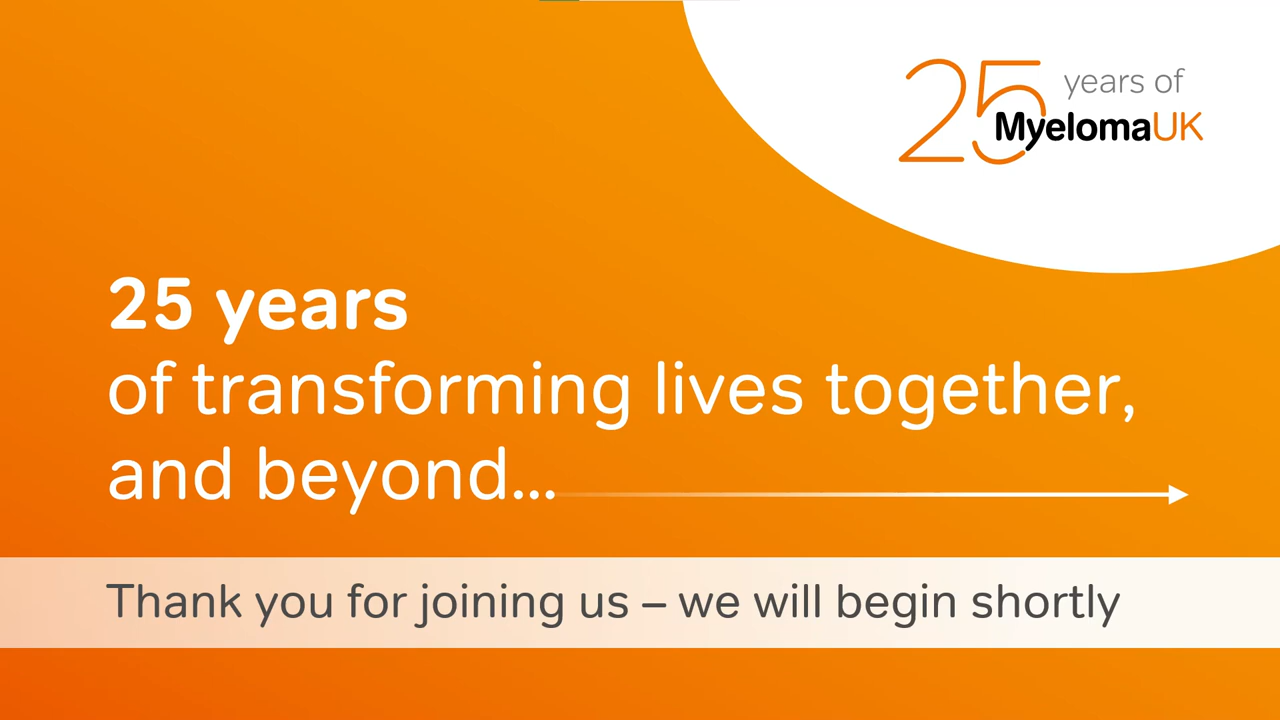 25 years of
MyelomaUK
25 years
of transforming lives together,
and beyond...
Thank you for joining us – we will begin shortly